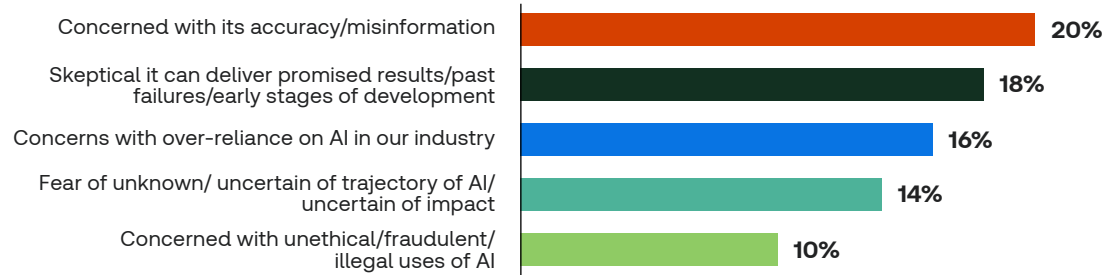 Concerned with its accuracy/misinformation
20%
Skeptical it can deliver promised results/past
failures/early stages of development
18%
Concerns with over-reliance on AI in our industry
16%
Fear of unknown/ uncertain of trajectory of AI/
uncertain of impact
14%
Concerned with unethical/fraudulent/
illegal uses of AI
10%